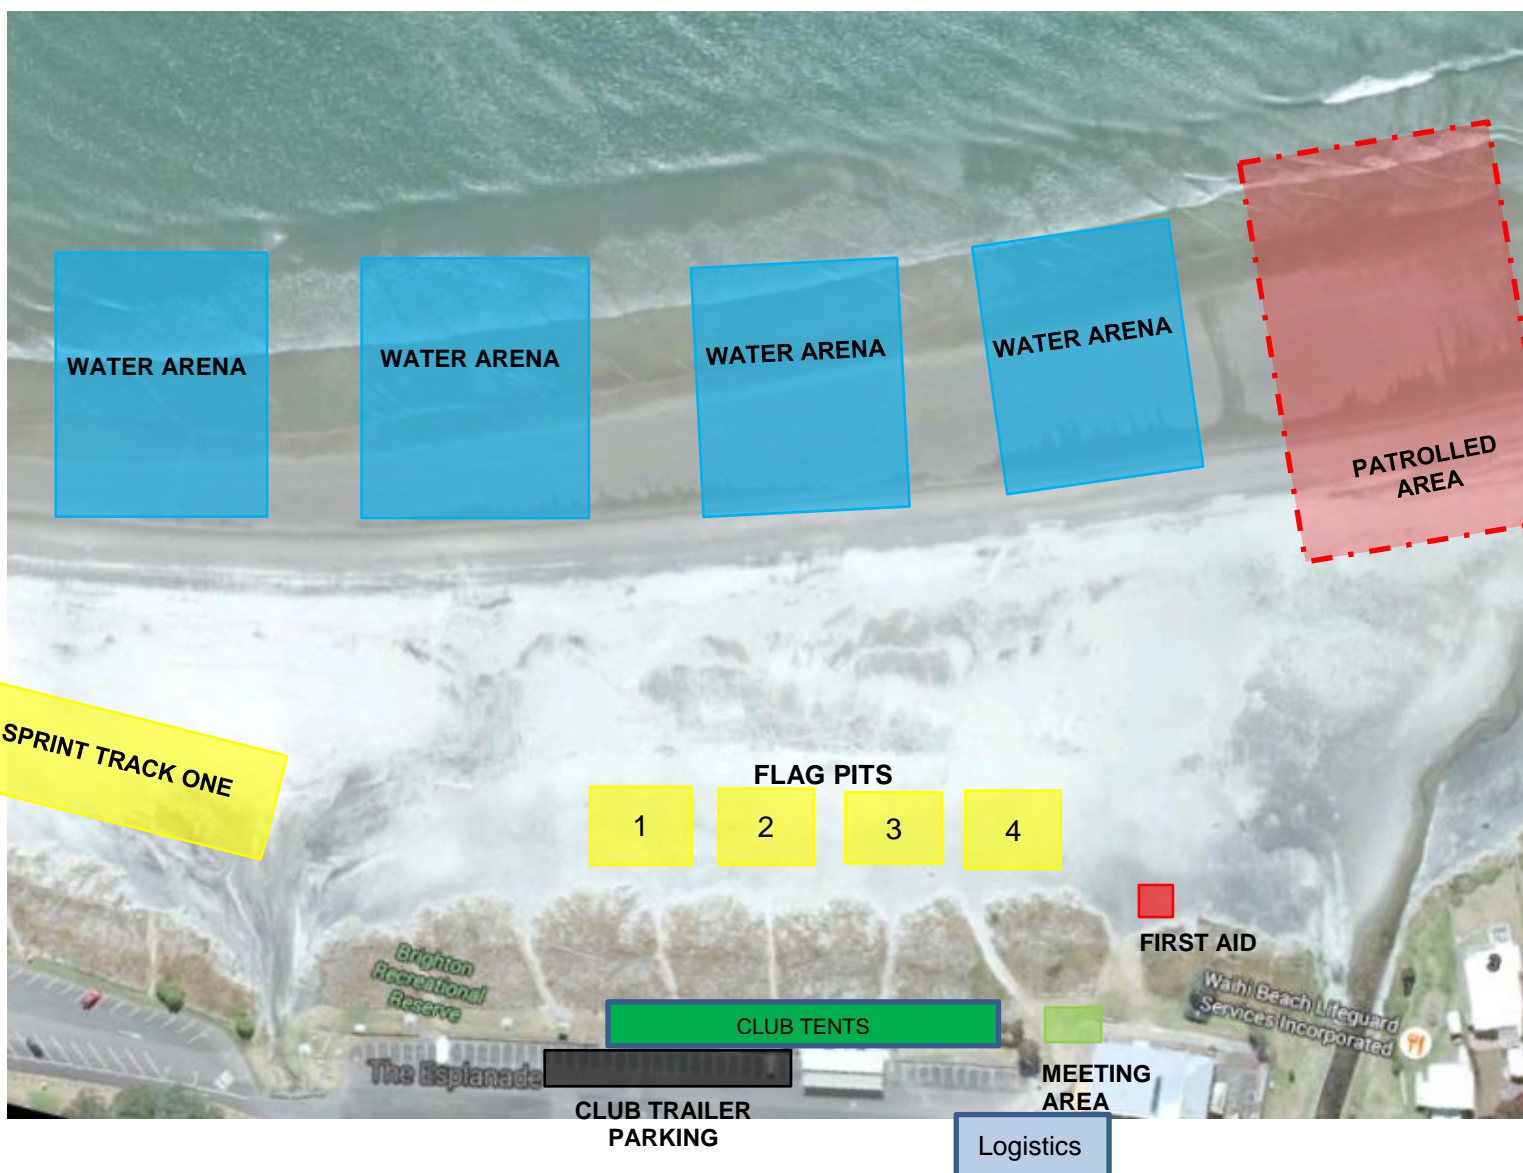 WATER ARENA
WATER ARENA
WATER ARENA
WATER ARENA
PATROLLED
AREA
SPRINT TRACK ONE
FLAG PITS
1
2
3
4
FIRST AID
Brighton
Recreational
Reserve
Waihi Beach Lifeguard
Services Incorporated
CLUB TENTS
The Esplanade
MEETING
AREA
CLUB TRAILER
PARKING
Logistics